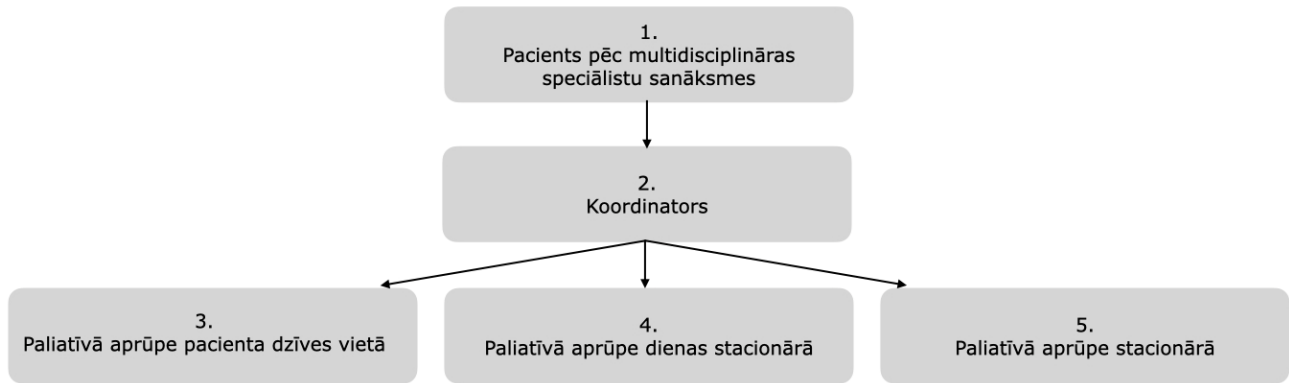 1.
Pacients pēc multidisciplināras
speciālistu sanāksmes
2.
Koordinators
3.
Paliatīvā aprūpe pacienta dzīves vietā
4.
Paliatīvā aprūpe dienas stacionārā
5.
Paliatīvā aprūpe stacionārā